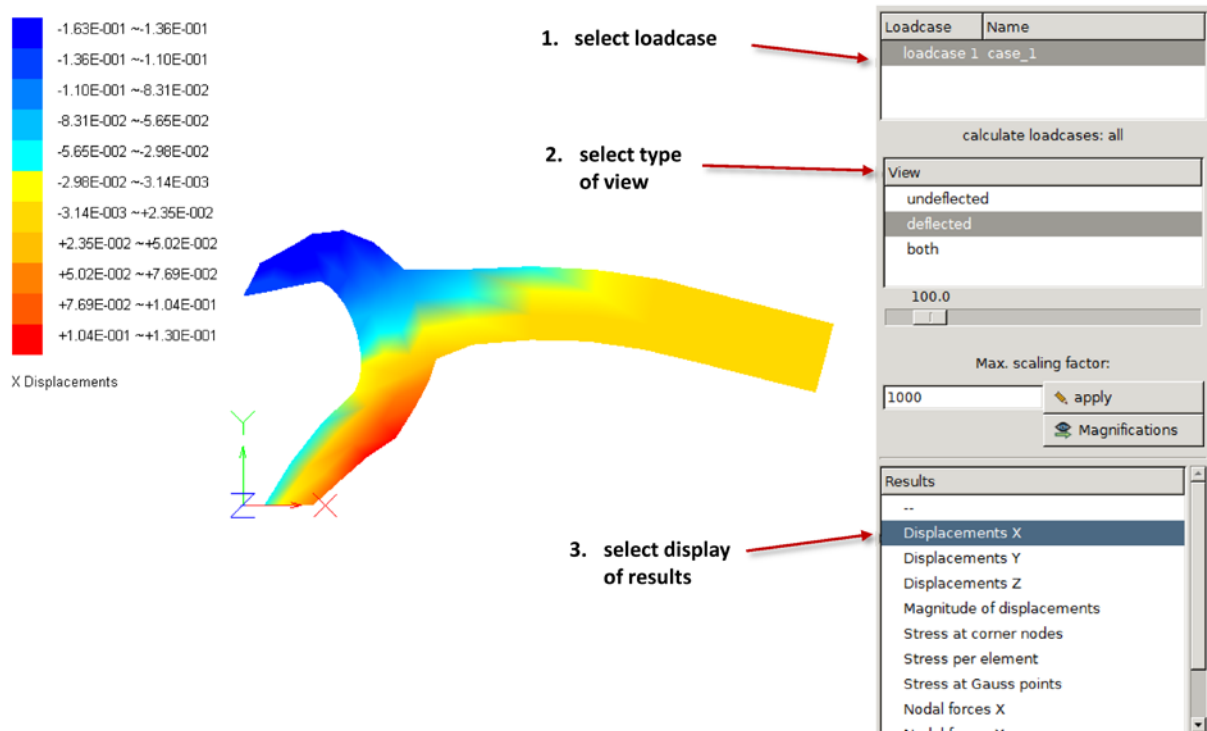 -1.63E-001 ~-1.36E-001
-1.36E-001 ~-1.10E-001
-1.10E-001 ~-8.31E-002
-8.31E-002 ~-5.65E-002
-5.65E-002 ~-2.98E-002
-2.98E-002 ~-3.14E-003
-3.14E-003 ~+2.35E-002
+2.35E-002 ~+5.02E-002
+5.02E-002 ~+7.69E-002
+7.69E-002 ~+1.04E-001
+1.04E-001 ~+1.30E-001
X Displacements
Y
Z X
1. select loadcase
2. select type
of view
3. select display
of results
Loadcase Name
loadcase 1 case_1
calculate loadcases: all
View
undeflected
deflected
both
100.0
Max. scaling factor:
1000 apply
Magnifications
Results
--
Displacements X
Displacements Y
Displacements Z
Magnitude of displacements
Stress at corner nodes
Stress per element
Stress at Gauss points
Nodal forces X